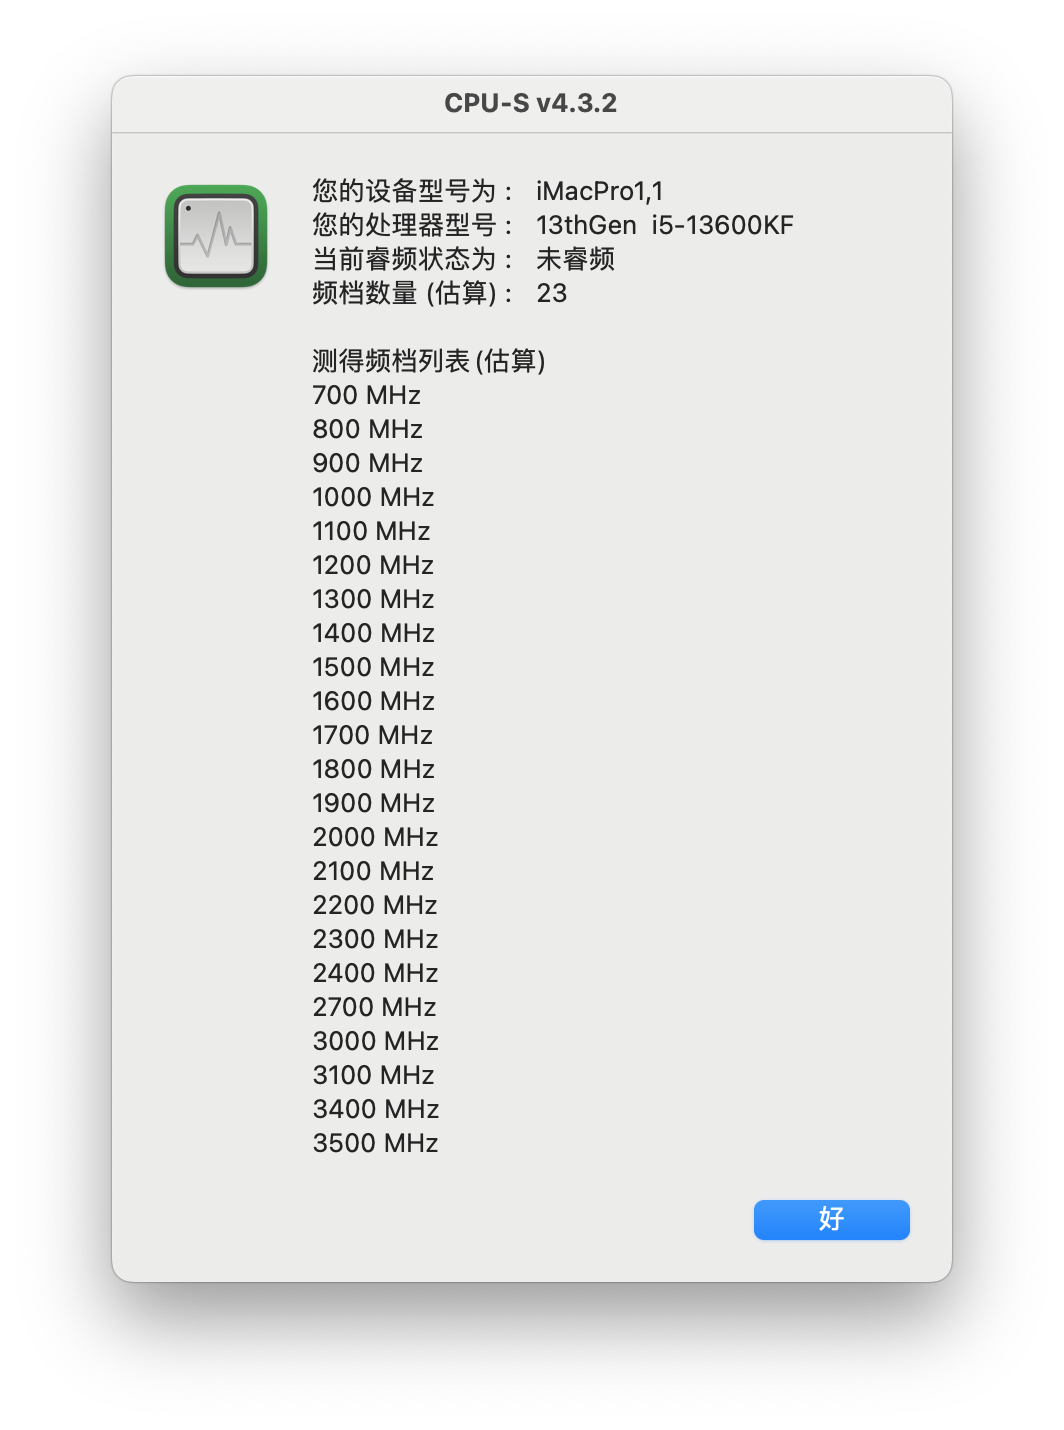 CPU-S v4.3.2
您的设备型号为： iMacPro1,1
您的处理器型号： 13thGen i5-13600KF
当前睿频状态为： 未睿频
频档数量 (估算)： 23
测得频档列表 (估算)
700 MHz
800 MHz
900 MHz
1000 MHz
1100 MHz
1200 MHz
1300 MHz
1400 MHz
1500 MHz
1600 MHz
1700 MHz
1800 MHz
1900 MHz
2000 MHz
2100 MHz
2200 MHz
2300 MHz
2400 MHz
2700 MHz
3000 MHz
3100 MHz
3400 MHz
3500 MHz
好